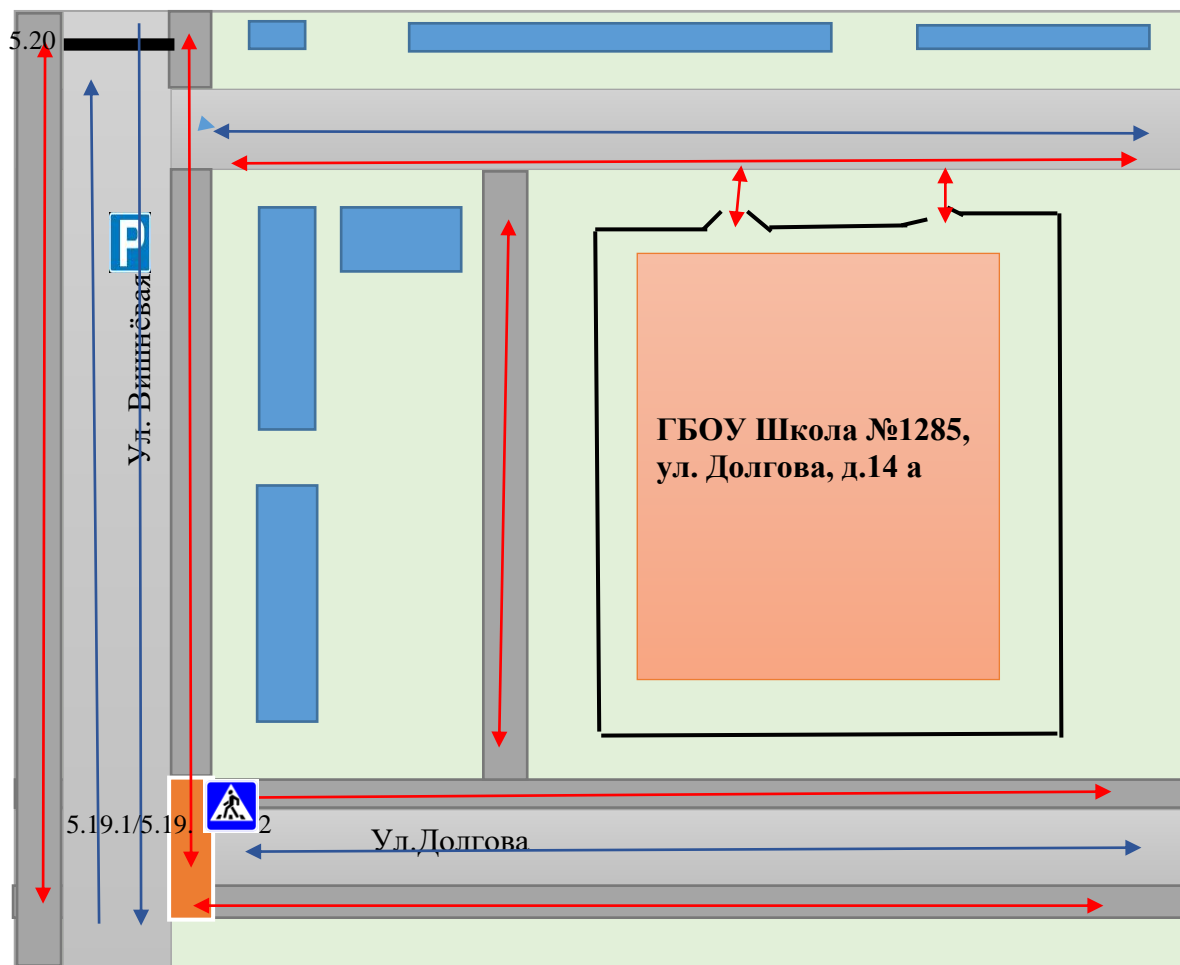 5.20
P
Ул. Вишнёвая
ГБОУ Школа №1285,
ул. Долгова, д.14 а
5.19.1/5.19. 2
Ул.Долгова